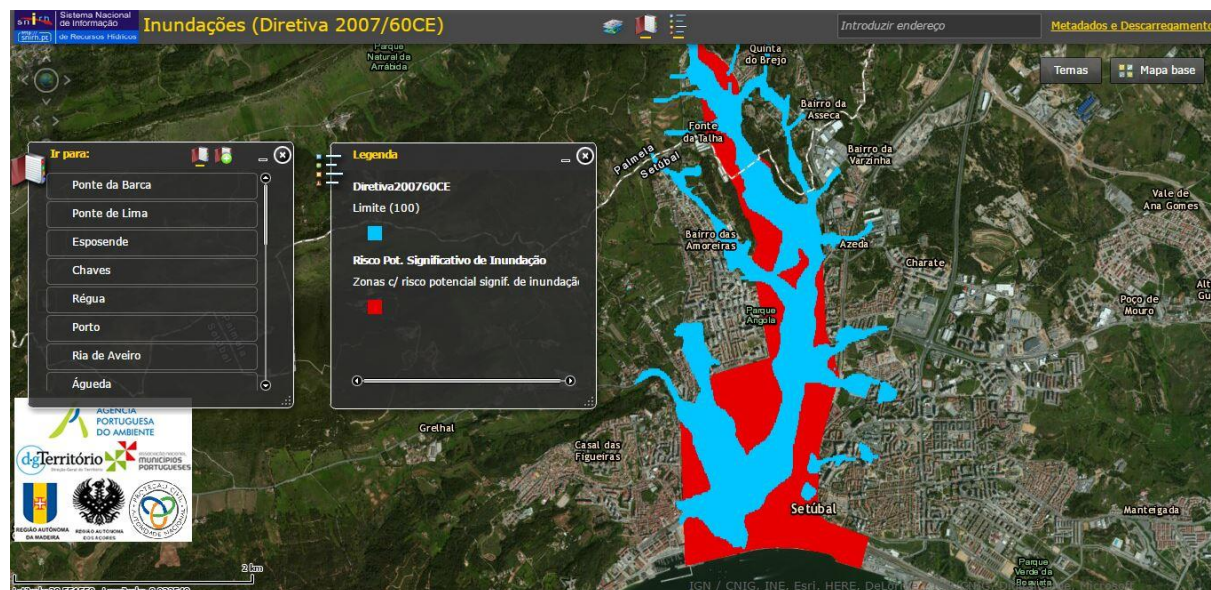 Sistema Nacional
de Informação
de Recursos Hídricos
snirh.pt
Inundações (Diretiva 2007/60CE)
Introduzir endereço
Metadados e Descarregamento
Temas
Mapa base
Parque
Natural da
Arrábida
Quinta
do Brejo
Bairro da
Asseca
Fonte
da Talha
Palmela
Setúbal
Bairro da
Varzinha
Vale de
Ana Gomes
Bairro das
Amoreiras
Azeda
Charate
Poço de
Mouro
Alt
Gu
Parque
Angola
Grelhal
Casal das
Figueiras
Setúbal
Manteigada
Parque
Verde da
Ir para:
Ponte da Barca
Ponte de Lima
Esposende
Chaves
Régua
Porto
Ria de Aveiro
Águeda
Legenda
Diretiva200760CE
Limite (100)
Risco Pot. Significativo de Inundação
Zonas c/ risco potencial signif. de inundação
AGÊNCIA
PORTUGUESA
DO AMBIENTE
dgTerritório
MUNICÍPIOS
PORTUGUESES
REGIÃO AUTÓNOMA
DA MADEIRA
REGIÃO AUTÓNOMA
DOS AÇORES
2 km
IGN / CNIG, INE, Esri, HERE, DeLorme